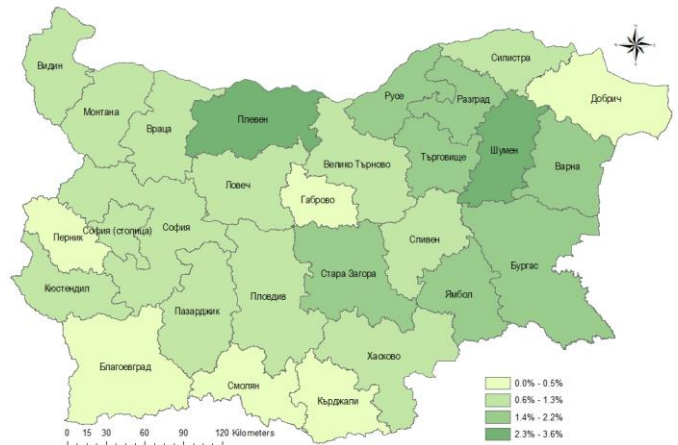 Видин
Монтана
Враца
Плевен
Русе
Силистра
Разград
Добрич
Шумен
Търговище
Варна
Велико Търново
Ловеч
Габрово
Перник
София (столица)
София
Сливен
Бургас
Стара Загора
Ямбол
Кюстендил
Пазарджик
Пловдив
Хасково
Благоевград
Смолян
Кърджали
0.0% - 0.5%
0.6% - 1.3%
1.4% - 2.2%
2.3% - 3.6%
0 15 30 60 90 120 Kilometers